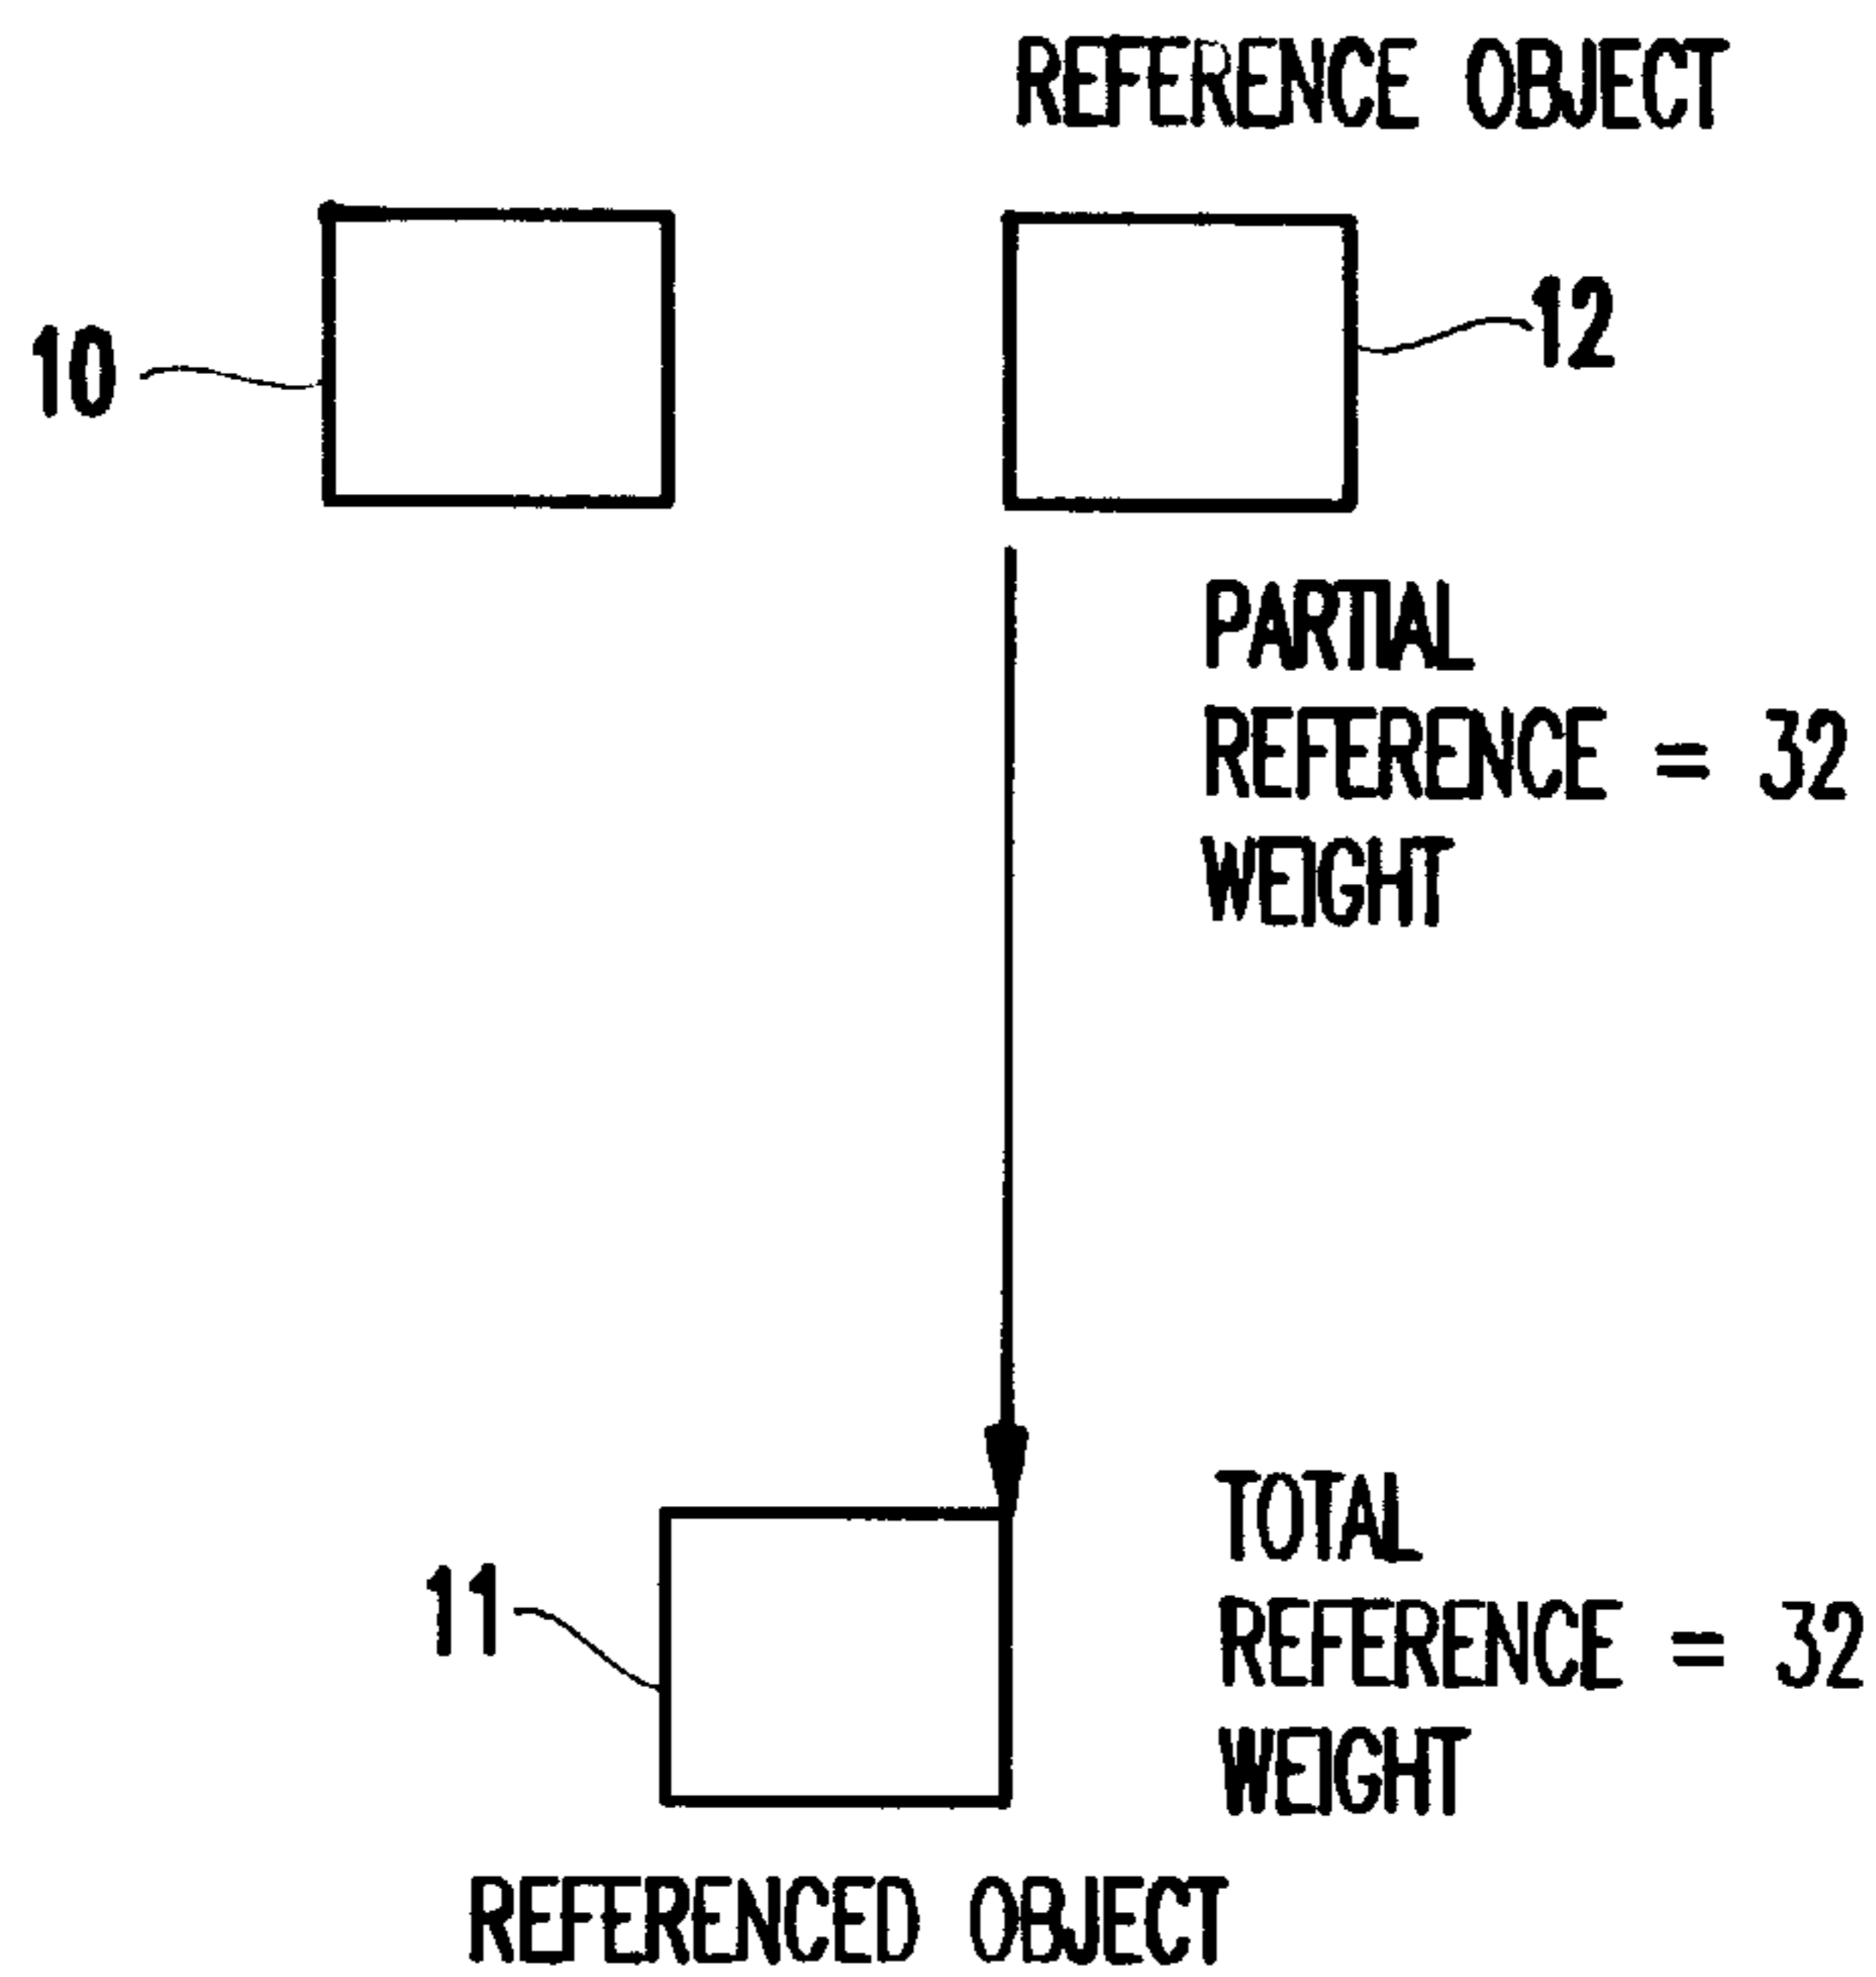 REFERENCE OBJECT
10
12
PARTIAL
REFERENCE = 32
WEIGHT
TOTAL
REFERENCE = 32
WEIGHT
11
REFERENCED OBJECT